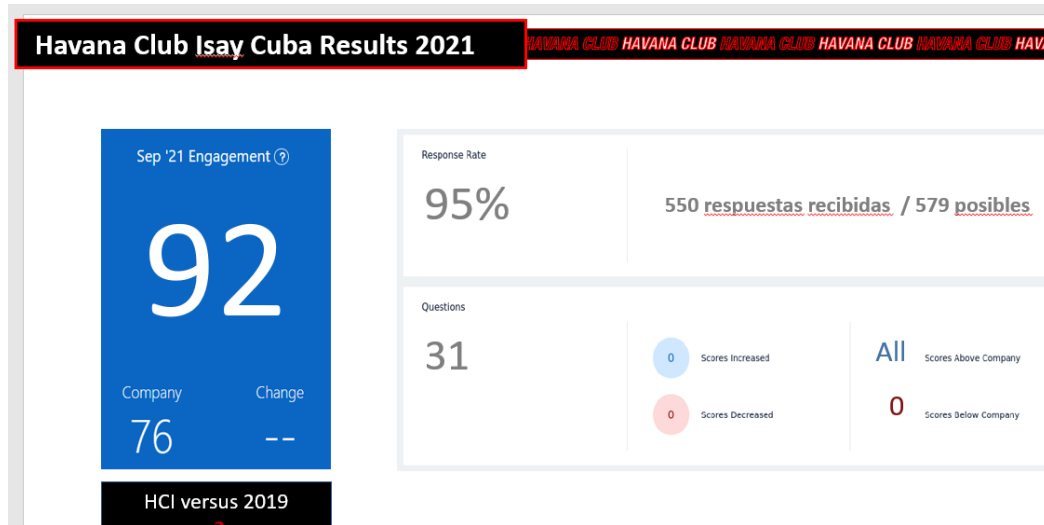 Havana Club Isay Cuba Results 2021
HAVANA CLUB HAVANA CLUB HAVANA CLUB HAVANA CLUB HAVANA CLUB
Sep '21 Engagement ?
92
Company Change
76 --
HCI versus 2019
Response Rate
95%
550 respuestas recibidas / 579 posibles
Questions
31
0 Scores Increased
0 Scores Decreased
All Scores Above Company
0 Scores Below Company